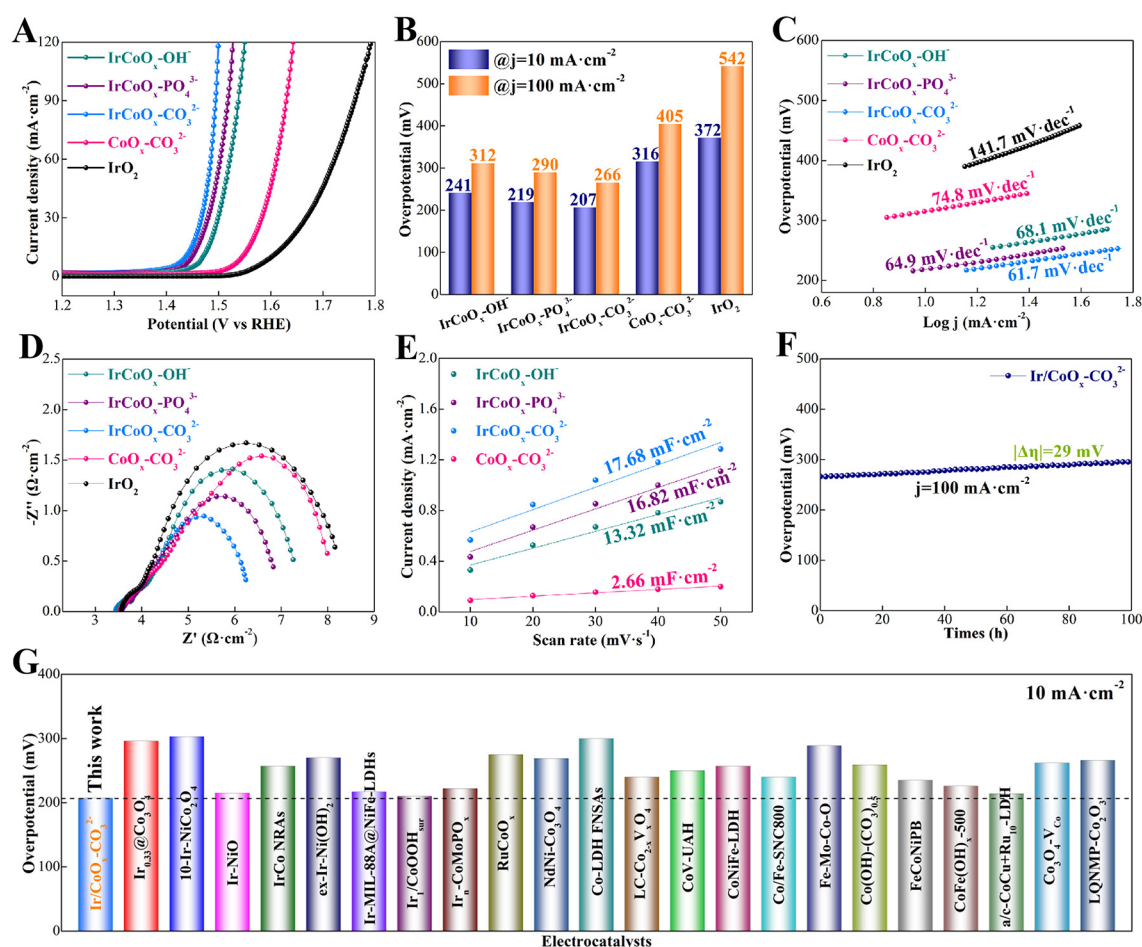 A
120
90
60
30
0
Current density (mA·cm⁻²)
IrCoOₓ-OH⁻
IrCoOₓ-PO₄³⁻
IrCoOₓ-CO₃²⁻
CoOₓ-CO₃²⁻
IrO₂
1.2 1.3 1.4 1.5 1.6 1.7 1.8
Potential (V vs RHE)
B
600
500
400
300
200
100
0
Overpotential (mV)
@j=10 mA·cm⁻²
@j=100 mA·cm⁻²
241 312 219 290 207 266 316 405 372 542
IrCoOₓ-OH⁻ IrCoOₓ-PO₄³⁻ IrCoOₓ-CO₃²⁻ CoOₓ-CO₃²⁻ IrO₂
C
600
500
400
300
200
Overpotential (mV)
IrCoOₓ-OH⁻
IrCoOₓ-PO₄³⁻
IrCoOₓ-CO₃²⁻
CoOₓ-CO₃²⁻
IrO₂
141.7 mV·dec⁻¹
74.8 mV·dec⁻¹
68.1 mV·dec⁻¹
64.9 mV·dec⁻¹
61.7 mV·dec⁻¹
0.6 0.8 1.0 1.2 1.4 1.6 1.8
Log j (mA·cm⁻²)
D
2.5
2.0
1.5
1.0
0.5
0.0
-Z'' (Ω·cm⁻²)
IrCoOₓ-OH⁻
IrCoOₓ-PO₄³⁻
IrCoOₓ-CO₃²⁻
CoOₓ-CO₃²⁻
IrO₂
3 4 5 6 7 8 9
Z' (Ω·cm⁻²)
E
2.0
1.6
1.2
0.8
0.4
0.0
Current density (mA·cm⁻²)
IrCoOₓ-OH⁻
IrCoOₓ-PO₄³⁻
IrCoOₓ-CO₃²⁻
CoOₓ-CO₃²⁻
17.68 mF·cm⁻²
16.82 mF·cm⁻²
13.32 mF·cm⁻²
2.66 mF·cm⁻²
10 20 30 40 50
Scan rate (mV·s⁻¹)
F
500
400
300
200
100
0
Overpotential (mV)
Ir/CoOₓ-CO₃²⁻
|Δη|=29 mV
j=100 mA·cm⁻²
0 20 40 60 80 100
Times (h)
G
400
300
200
100
0
Overpotential (mV)
10 mA·cm⁻²
This work
Ir/CoOₓ-CO₃²⁻
Ir₀.₃₃@Co₃O₄
10-Ir-NiCo₂O₄
Ir-NiO
IrCo NRAs
ex-Ir-Ni(OH)₂
Ir-MIL-88A@NiFe-LDHs
Ir₁/CoOOH_sur
Irₙ-CoMoPOₓ
RuCoOₓ
NdNi-Co₃O₄
Co-LDH FNSAs
LC-Co₂₋ₓVₓO₄
CoV-UAH
CoNiFe-LDH
Co/Fe-SNC800
Fe-Mo-Co-O
Co(OH)-(CO₃)₀.₅
FeCoNiPB
CoFe(OH)ₓ-500
a/c-CoCu+Ru₁₀-LDH
Co₃O₄-V_Co
LQNMP-Co₂O₃
Electrocatalysts